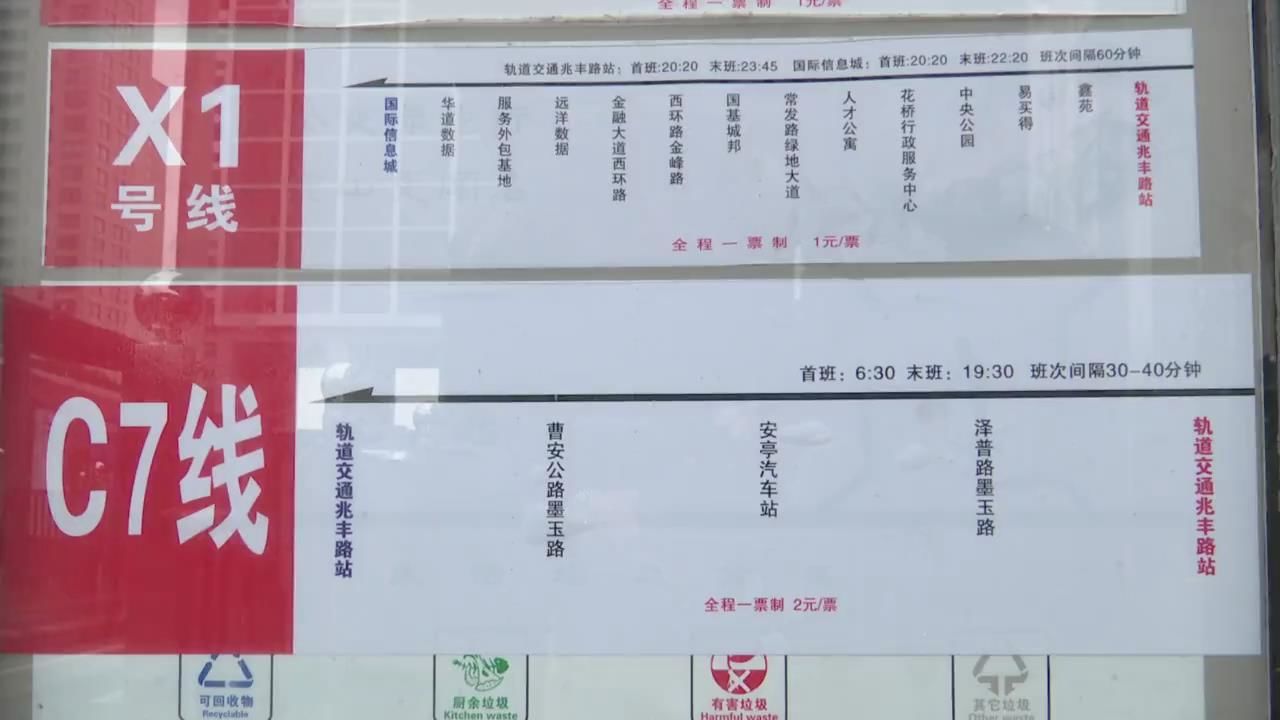 全程一票制 1元/票
X1
号线
轨道交通兆丰路站：首班:20:20 末班:23:45 国际信息城：首班:20:20 末班:22:20 班次间隔60分钟
国际信息城
华道数据
服务外包基地
远洋数据
金融大道西环路
西环路金峰路
国基城邦
常发路绿地大道
人才公寓
花桥行政服务中心
中央公园
易买得
鑫苑
轨道交通兆丰路站
全程一票制 1元/票
C7线
首班：6:30 末班：19:30 班次间隔30-40分钟
轨道交通兆丰路站
曹安公路墨玉路
安亭汽车站
泽普路墨玉路
轨道交通兆丰路站
全程一票制 2元/票
可回收物
Recyclable
厨余垃圾
Kitchen waste
有害垃圾
Harmful waste
其它垃圾
Other waste